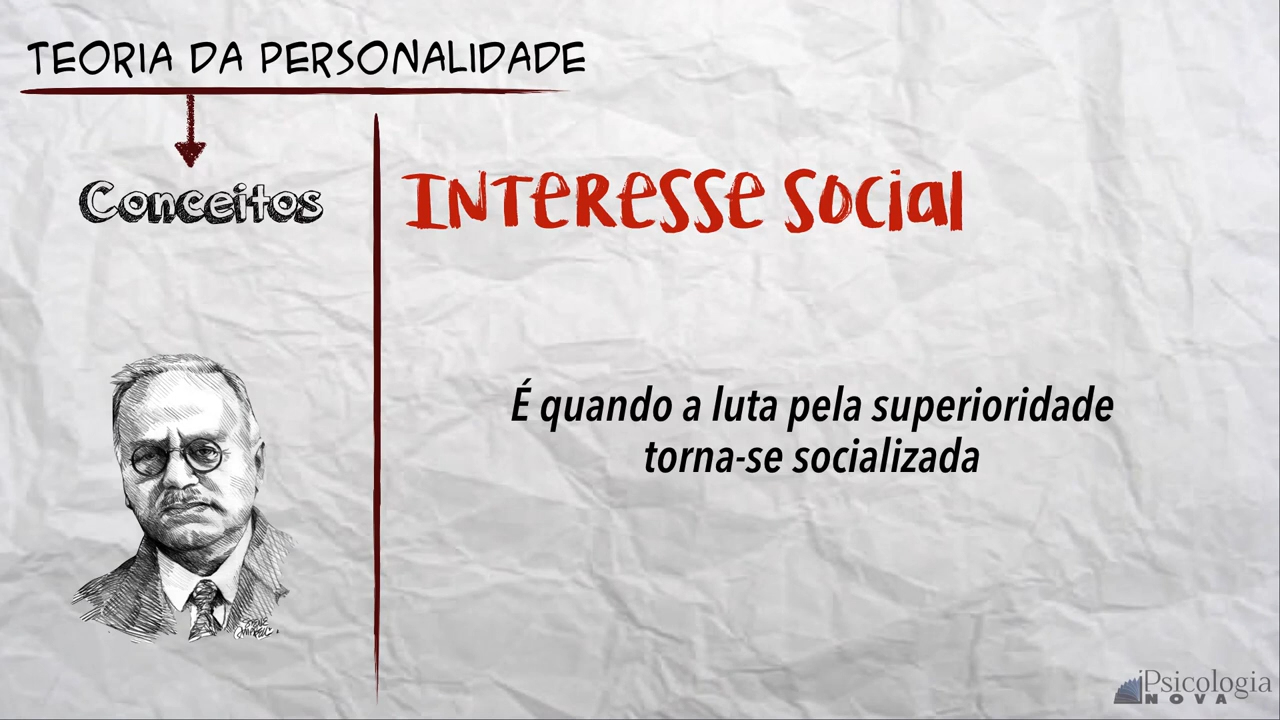 TEORIA DA PERSONALIDADE
Conceitos
INTERESSE SOCIAL
É quando a luta pela superioridade
torna-se socializada
Psicologia
NOVA